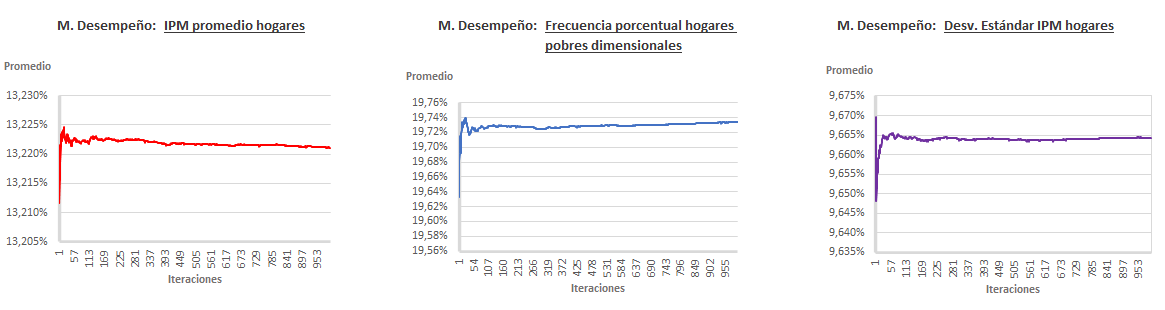 M. Desempeño: IPM promedio hogares
Promedio
13,230%
13,225%
13,220%
13,215%
13,210%
13,205%
1 57 113 169 225 281 337 393 449 505 561 617 673 729 785 841 897 953
Iteraciones
M. Desempeño: Frecuencia porcentual hogares
pobres dimensionales
Promedio
19,76%
19,74%
19,72%
19,70%
19,68%
19,66%
19,64%
19,62%
19,60%
19,58%
19,56%
1 54 107 160 213 266 319 372 425 478 531 584 637 690 743 796 849 902 955
Iteraciones
M. Desempeño: Desv. Estándar IPM hogares
Promedio
9,675%
9,670%
9,665%
9,660%
9,655%
9,650%
9,645%
9,640%
9,635%
1 57 113 169 225 281 337 393 449 505 561 617 673 729 785 841 897 953
Iteraciones